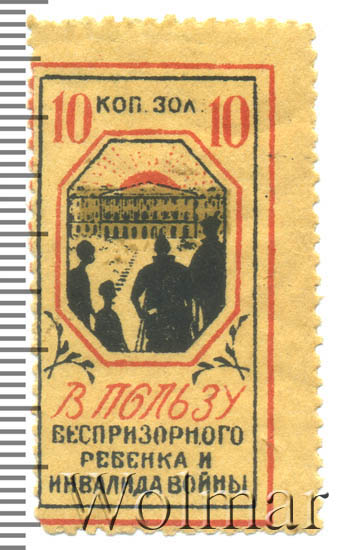 10 КОП. ЗОЛ. 10
В ПОЛЬЗУ
БЕСПРИЗОРНОГО
РЕБЕНКА И
ИНВАЛИДА ВОЙНЫ
Wolmar